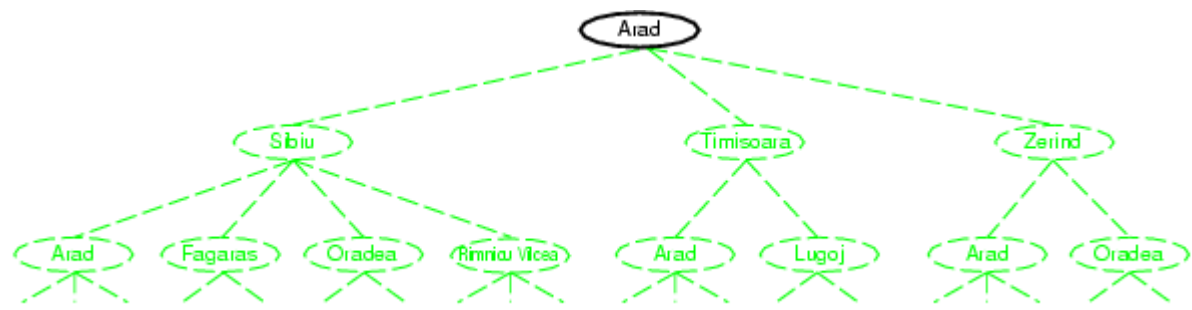 Arad
Sibiu
Timisoara
Zerind
Arad
Fagaras
Oradea
Rimnicu Vilcea
Arad
Lugoj
Arad
Oradea